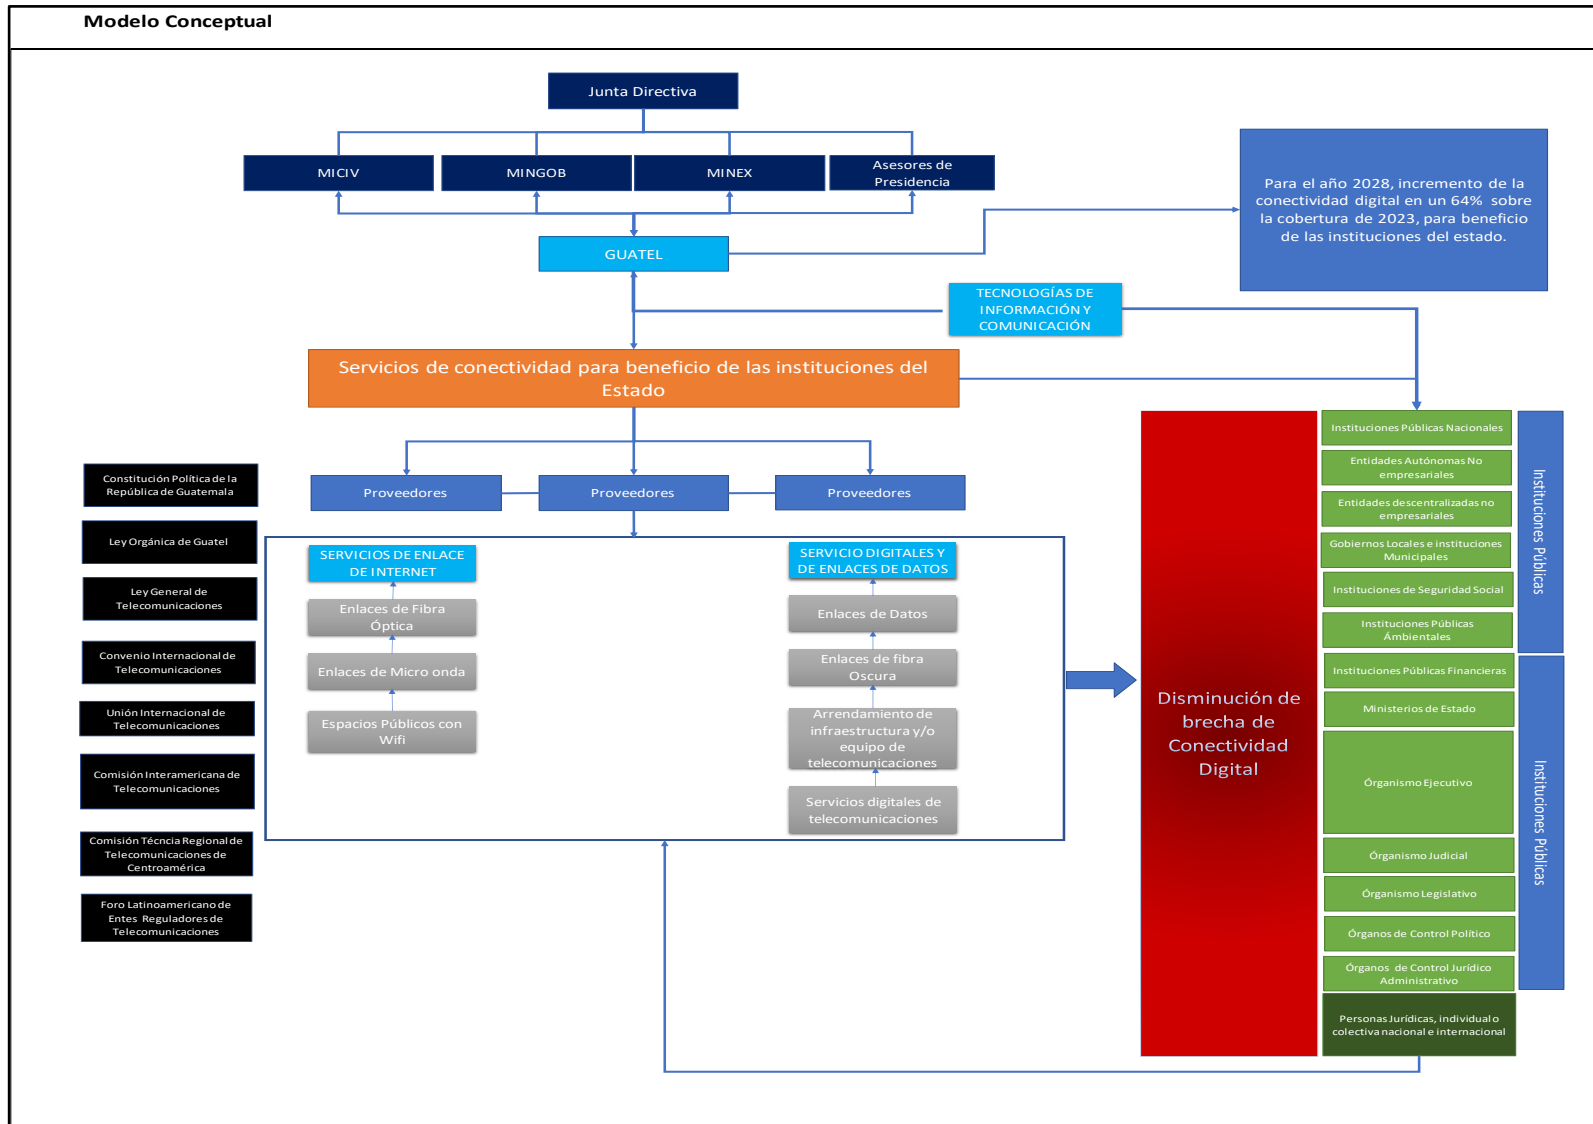 Modelo Conceptual
Junta Directiva
MICIV
MINGOB
MINEX
Asesores de
Presidencia
Para el año 2028, incremento de la
conectividad digital en un 64% sobre
la cobertura de 2023, para beneficio
de las instituciones del estado.
GUATEL
TECNOLOGÍAS DE
INFORMACIÓN Y
COMUNICACIÓN
Servicios de conectividad para beneficio de las instituciones del
Estado
Proveedores
Proveedores
Proveedores
Constitución Política de la
República de Guatemala
Ley Orgánica de Guatel
Ley General de
Telecomunicaciones
Convenio Internacional de
Telecomunicaciones
Unión Internacional de
Telecomunicaciones
Comisión Interamericana de
Telecomunicaciones
Comisión Técncia Regional de
Telecomunicaciones de
Centroamérica
Foro Latinoamericano de
Entes Reguladores de
Telecomunicaciones
SERVICIOS DE ENLACE
DE INTERNET
Enlaces de Fibra
Óptica
Enlaces de Micro onda
Espacios Públicos con
Wifi
SERVICIO DIGITALES Y
DE ENLACES DE DATOS
Enlaces de Datos
Enlaces de fibra
Oscura
Arrendamiento de
infraestructura y/o
equipo de
telecomunicaciones
Servicios digitales de
telecomunicaciones
Disminución de
brecha de
Conectividad
Digital
Instituciones Públicas Nacionales
Entidades Autónomas No
empresariales
Entidades descentralizadas no
empresariales
Gobiernos Locales e instituciones
Municipales
Instituciones de Seguridad Social
Instituciones Públicas
Ámbientales
Instituciones Públicas Financieras
Ministerios de Estado
Órganismo Ejecutivo
Órganismo Judicial
Órganismo Legislativo
Órganos de Control Político
Órganos de Control Jurídico
Administrativo
Personas Jurídicas, individual o
colectiva nacional e internacional
Instituciones Públicas
Instituciones Públicas